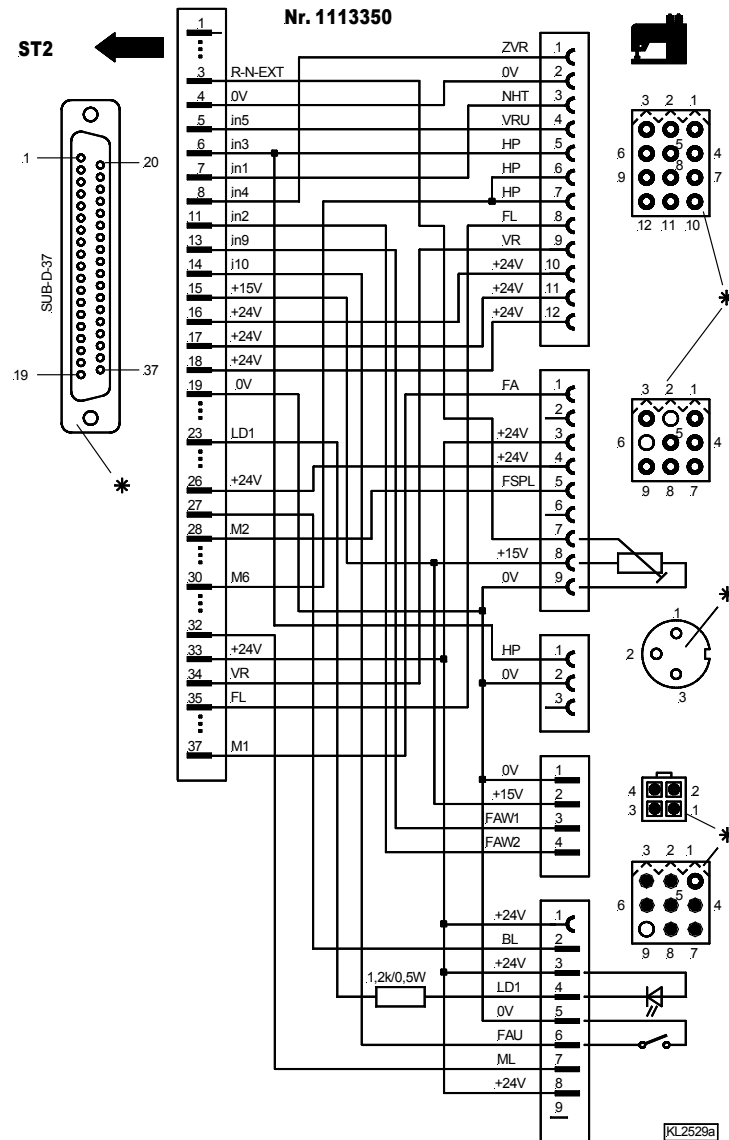 Nr. 1113350
ST2
SUB-D-37
1
20
19
37
1
3 R-N-EXT
4 0V
5 in5
6 in3
7 in1
8 in4
11 in2
13 in9
14 i10
15 +15V
16 +24V
17 +24V
18 +24V
19 0V
23 LD1
26 +24V
27
28 M2
30 M6
32
33 +24V
34 VR
35 FL
37 M1
ZVR 1
0V 2
NHT 3
VRU 4
HP 5
HP 6
HP 7
FL 8
VR 9
+24V 10
+24V 11
+24V 12
FA 1
2
+24V 3
+24V 4
FSPL 5
6
7
+15V 8
0V 9
HP 1
0V 2
3
0V 1
+15V 2
FAW1 3
FAW2 4
+24V 1
BL 2
+24V 3
1,2k/0,5W
LD1 4
0V 5
FAU 6
ML 7
+24V 8
9
3 2 1
6 5 4
9 8 7
12 11 10
3 2 1
6 5 4
9 8 7
1
2
3
4 2
3 1
3 2 1
6 5 4
9 8 7
KL2529a